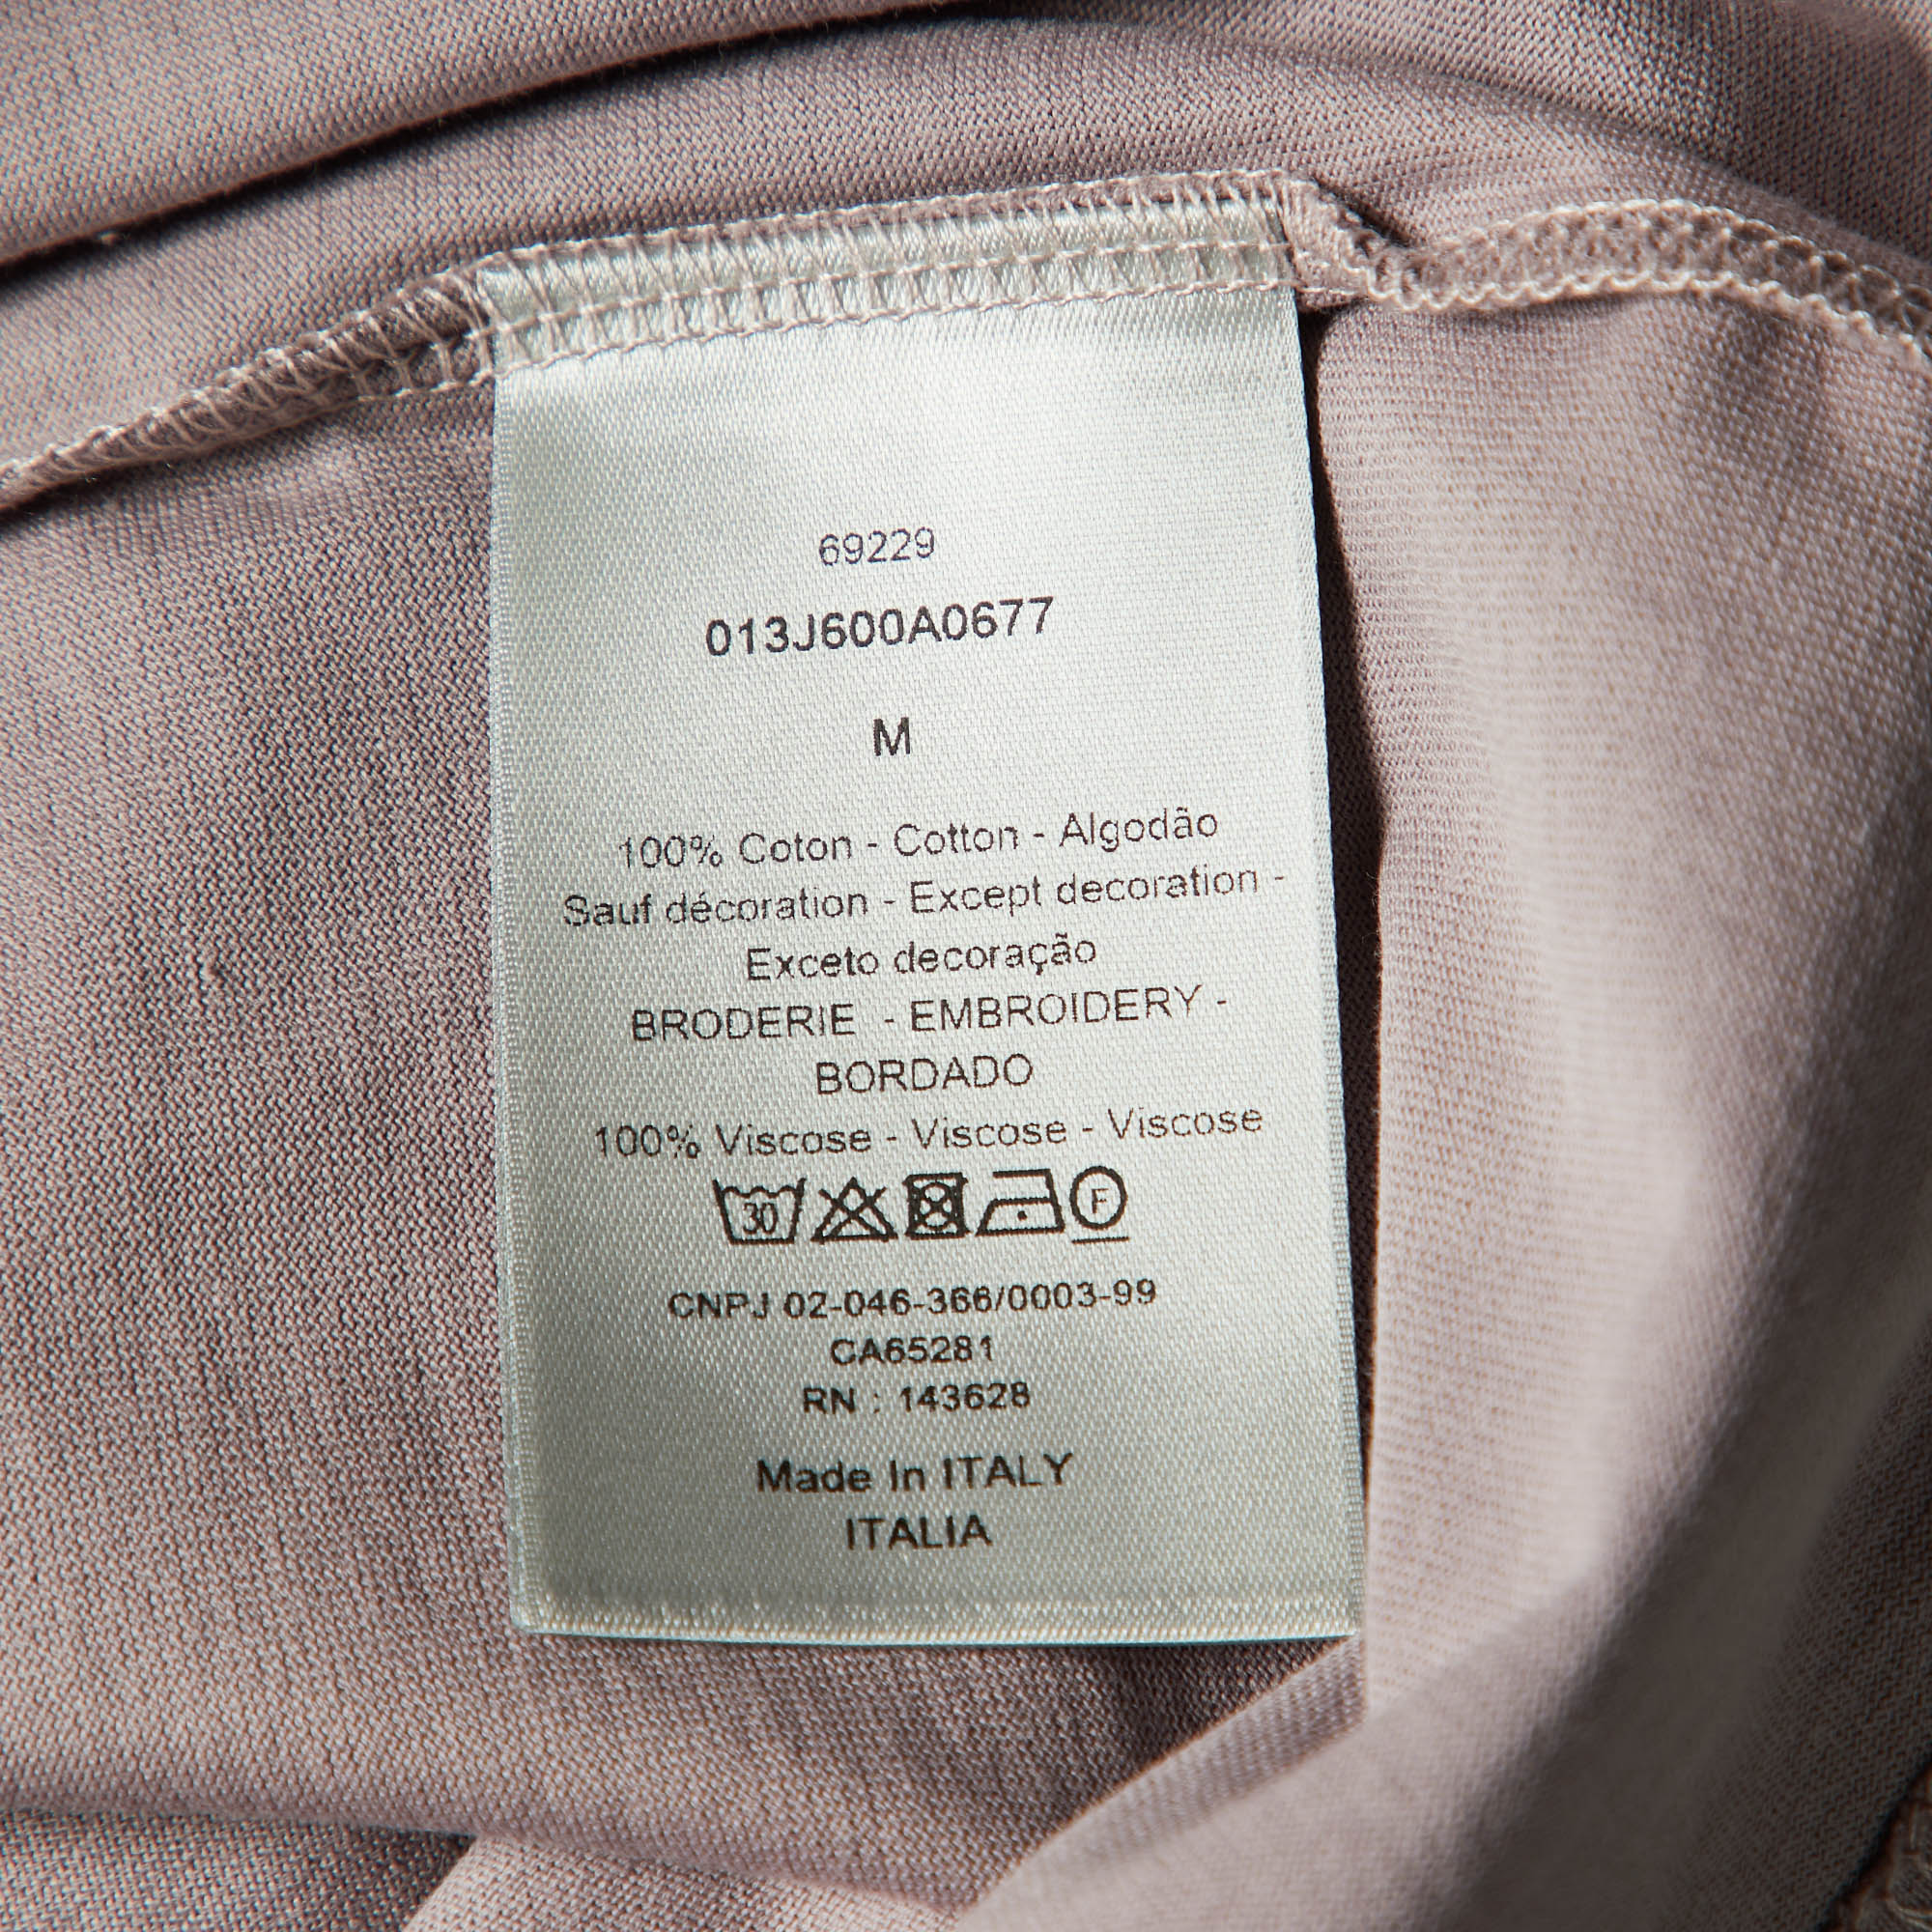 69229
013J600A0677
M
100% Coton - Cotton - Algodão
Sauf décoration - Except decoration -
Exceto decoração
BRODERIE - EMBROIDERY -
BORDADO
100% Viscose - Viscose - Viscose
30 F
CNPJ 02-046-366/0003-99
CA65281
RN : 143628
Made In ITALY
ITALIA